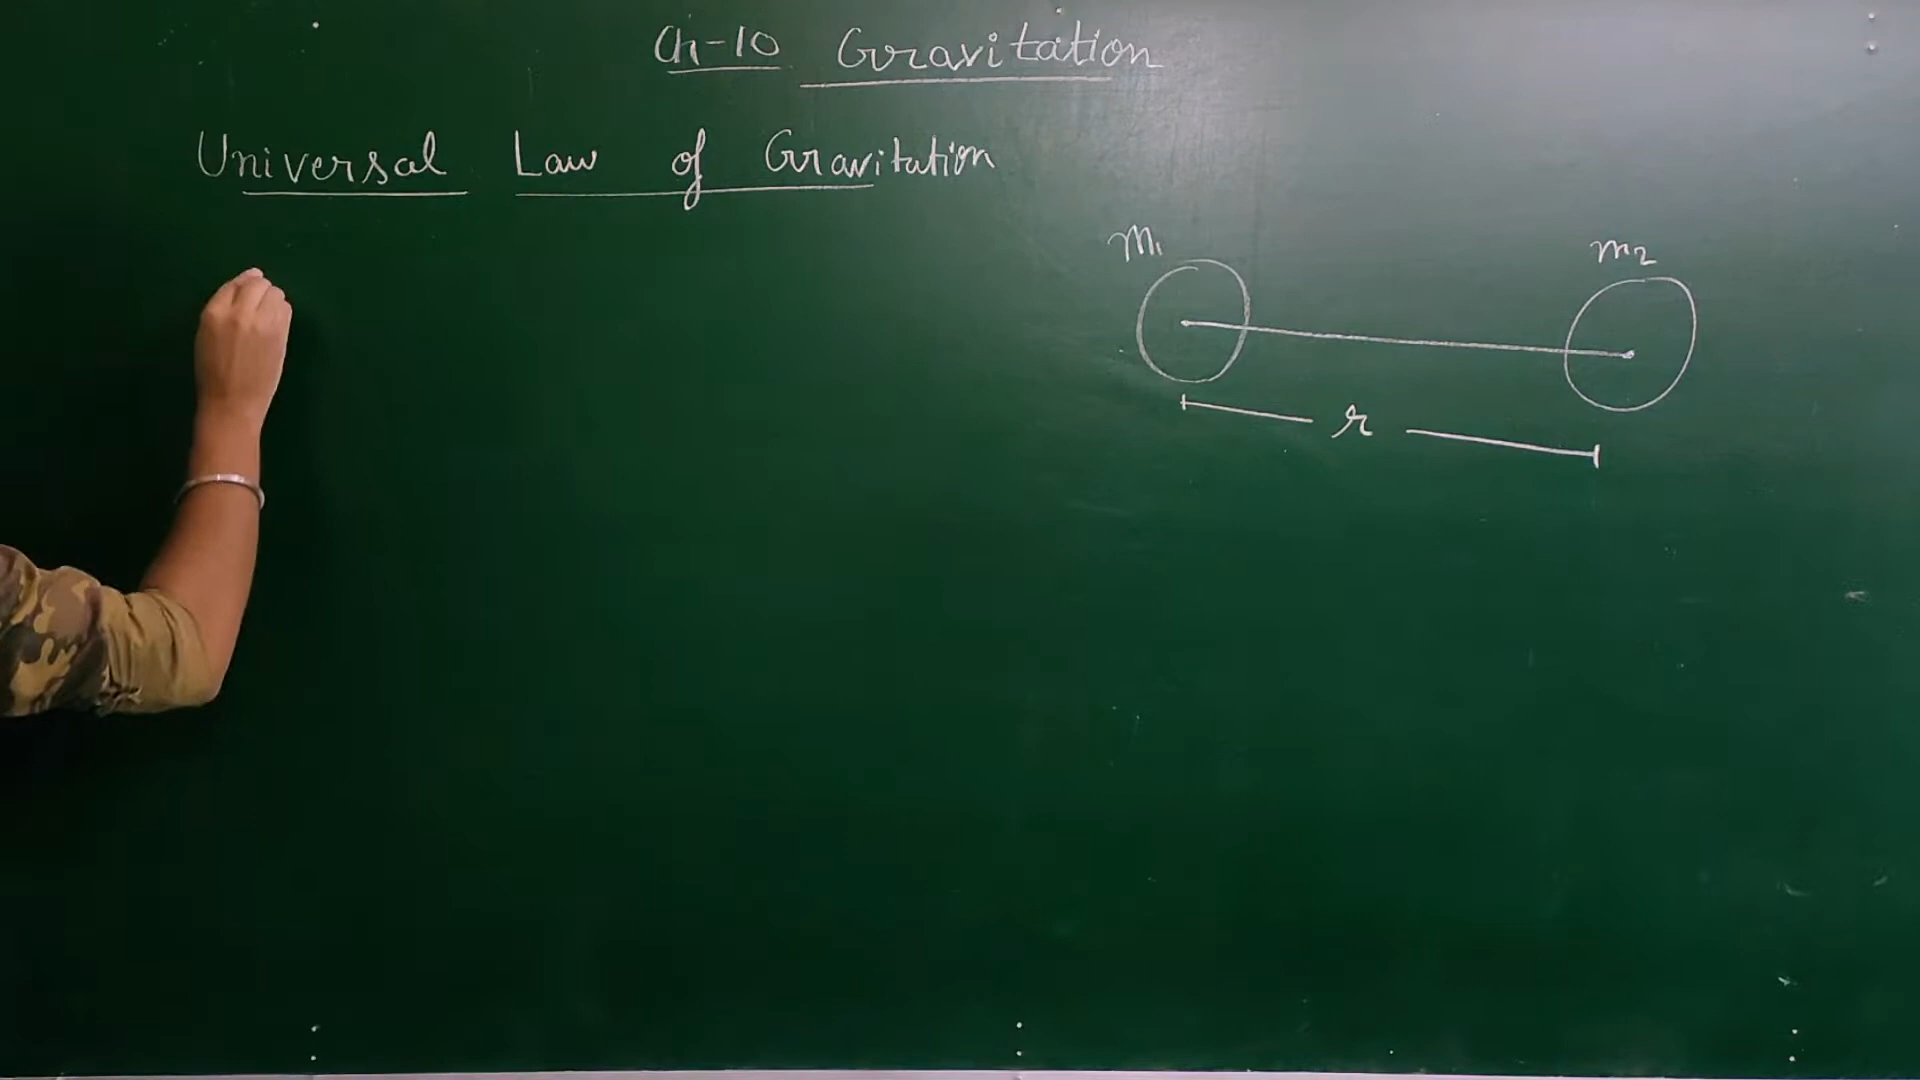 Ch-10 Gravitation
Universal Law of Gravitation
m₁
m₂
r